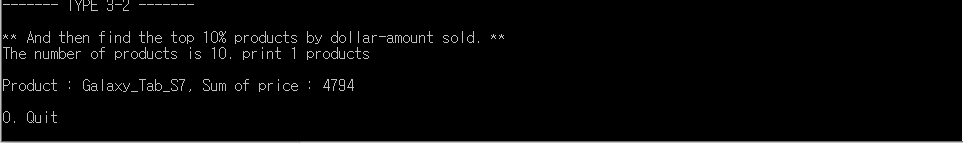 ------- TYPE 3-2 -------
** And then find the top 10% products by dollar-amount sold. **
The number of products is 10. print 1 products
Product : Galaxy_Tab_S7, Sum of price : 4794
0. Quit